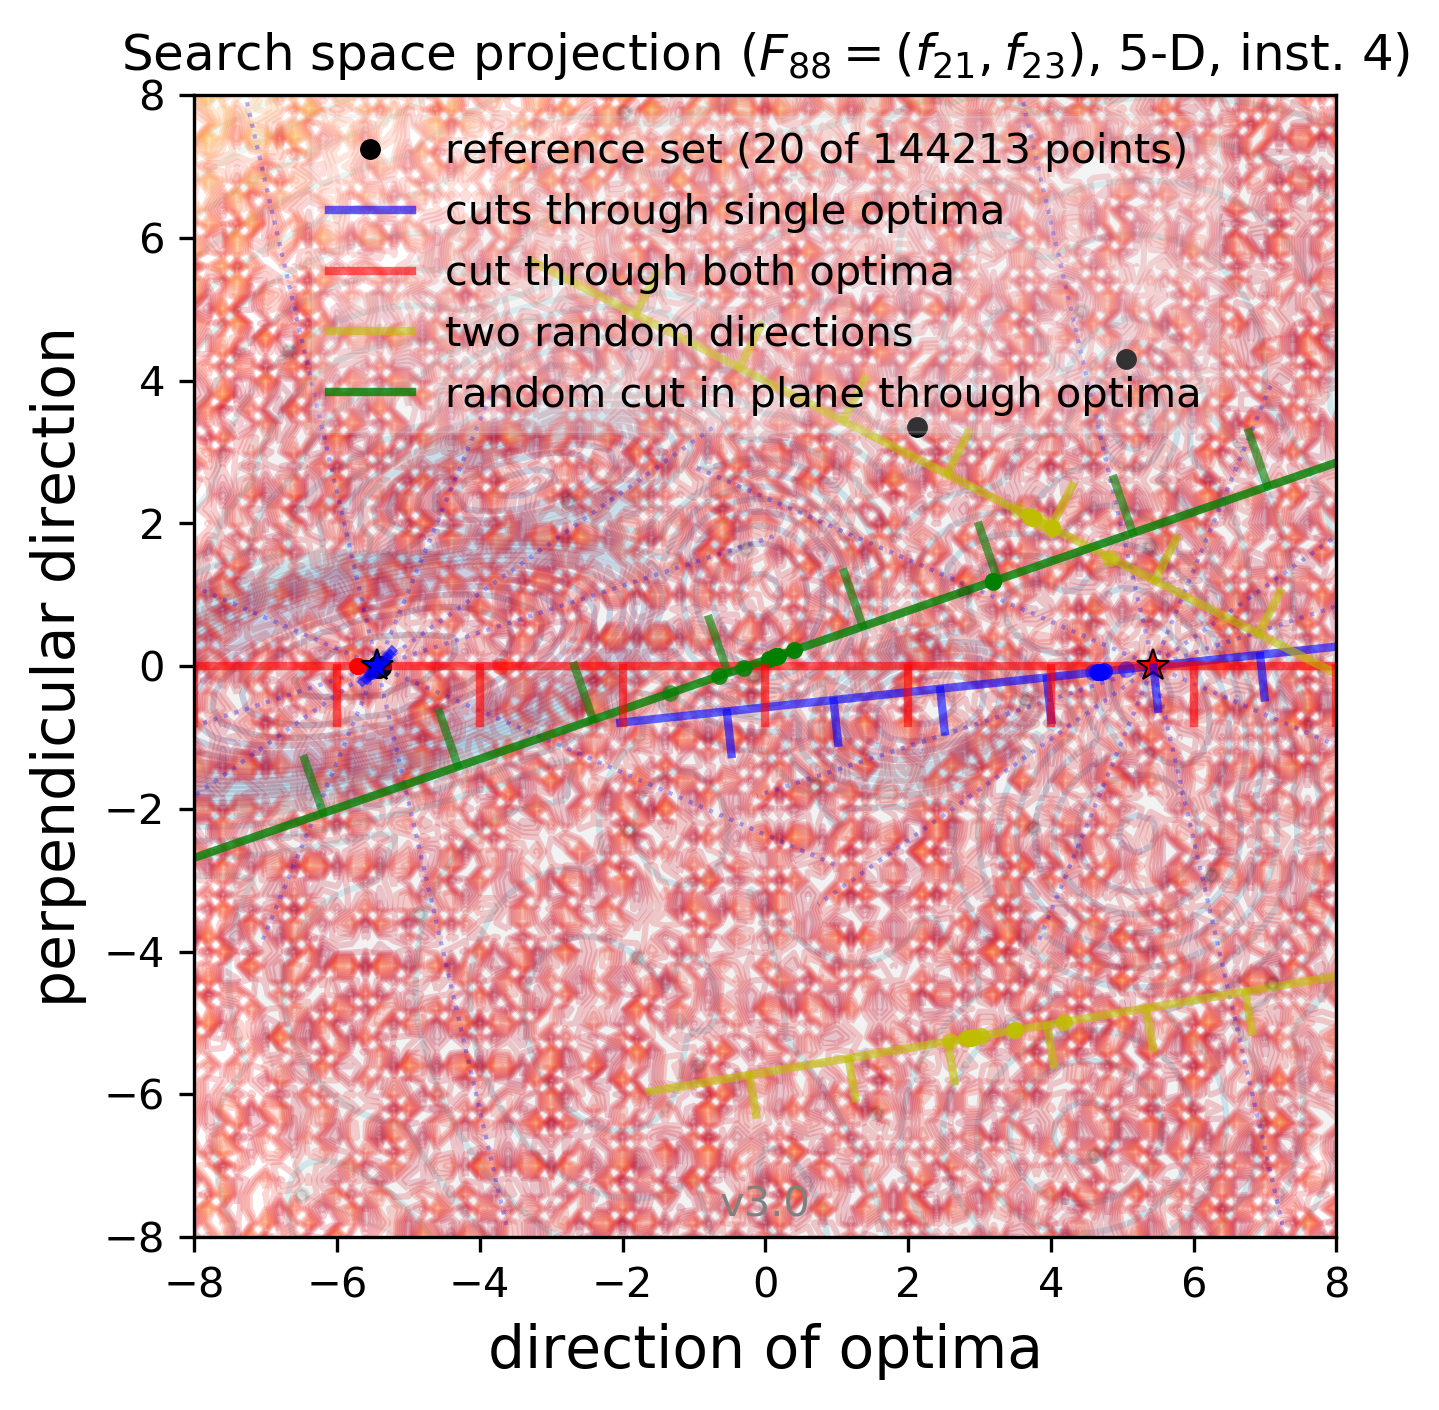 Search space projection (F₈₈ = (f₂₁, f₂₃), 5-D, inst. 4)
reference set (20 of 144213 points)
cuts through single optima
cut through both optima
two random directions
random cut in plane through optima
perpendicular direction
8
6
4
2
0
−2
−4
−6
−8
v3.0
−8 −6 −4 −2 0 2 4 6 8
direction of optima